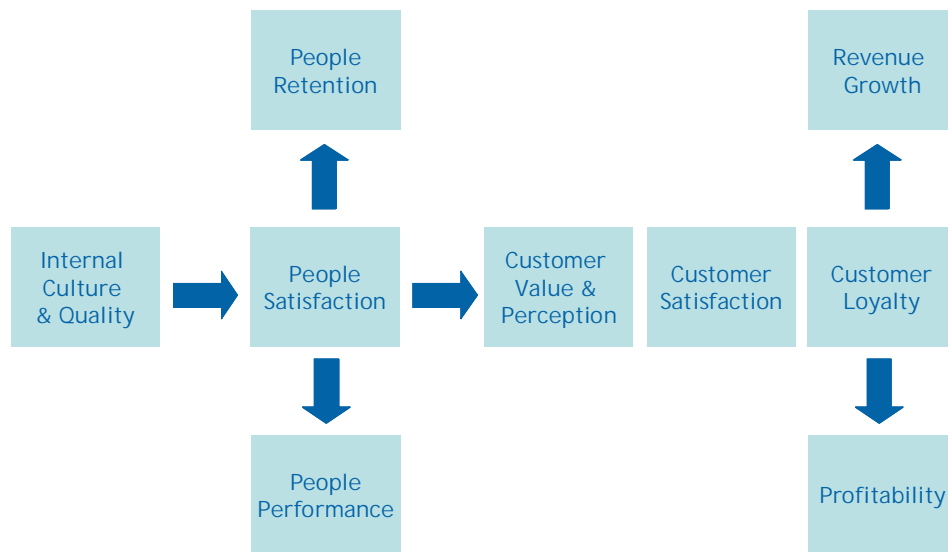 People
Retention
Revenue
Growth
Internal
Culture
& Quality
People
Satisfaction
Customer
Value &
Perception
Customer
Satisfaction
Customer
Loyalty
People
Performance
Profitability